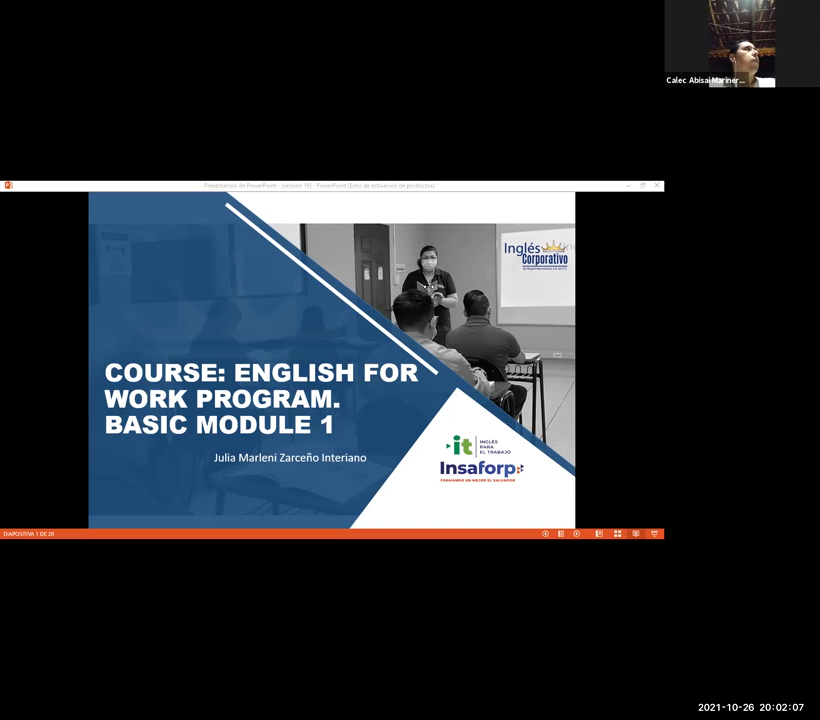 Calec Abisai Mariner...
Presentación de PowerPoint - [session 16] - PowerPoint (Error de activación de productos)
Inglés
Corporativo
COURSE: ENGLISH FOR
WORK PROGRAM.
BASIC MODULE 1
Julia Marleni Zarceño Interiano
it
INGLÉS
PARA
EL TRABAJO
Insaforp
FORMANDO UN MEJOR EL SALVADOR
DIAPOSITIVA 1 DE 20
2021-10-26 20:02:07